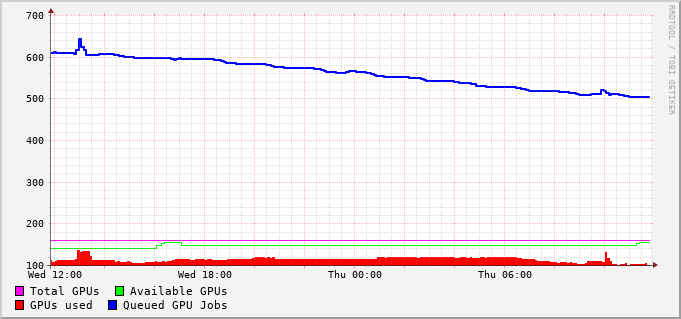 700
600
500
400
300
200
100
Wed 12:00 Wed 18:00 Thu 00:00 Thu 06:00
Total GPUs Available GPUs
GPUs used Queued GPU Jobs
RRDTOOL / TOBI OETIKER